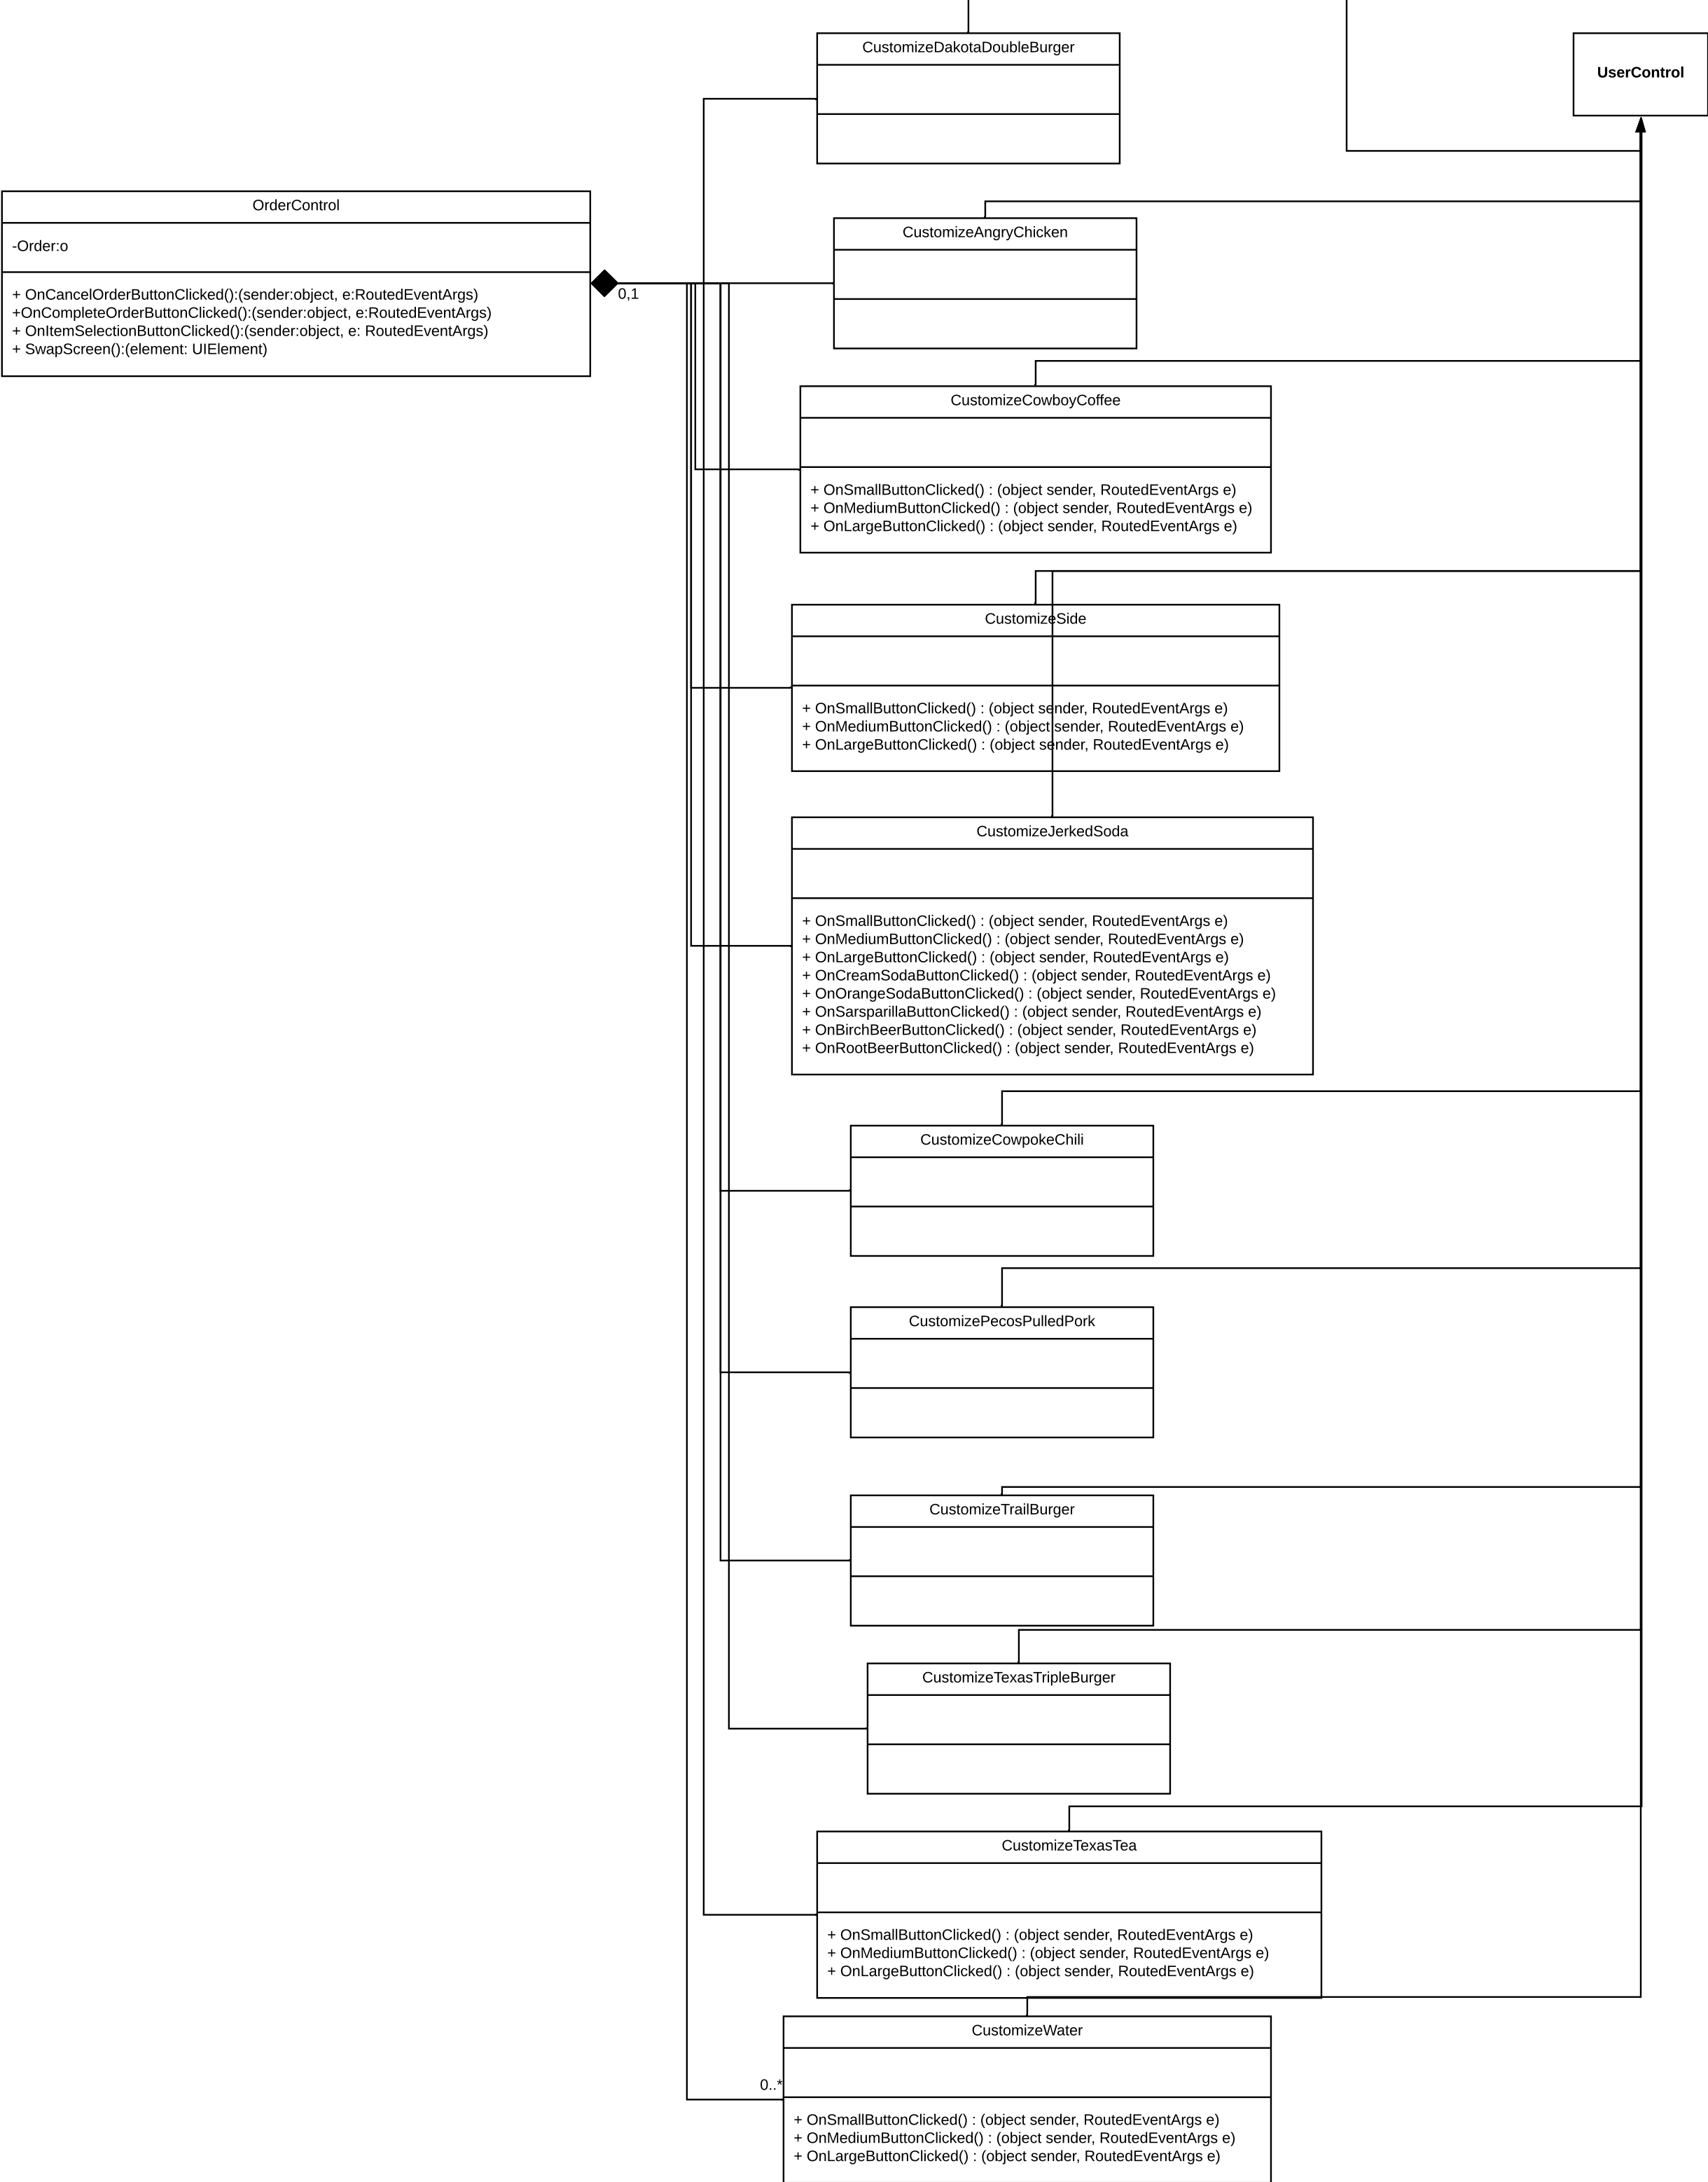 CustomizeDakotaDoubleBurger
UserControl
OrderControl
-Order:o
+ OnCancelOrderButtonClicked():(sender:object, e:RoutedEventArgs)
+OnCompleteOrderButtonClicked():(sender:object, e:RoutedEventArgs)
+ OnItemSelectionButtonClicked():(sender:object, e: RoutedEventArgs)
+ SwapScreen():(element: UIElement)
0,1
CustomizeAngryChicken
CustomizeCowboyCoffee
+ OnSmallButtonClicked() : (object sender, RoutedEventArgs e)
+ OnMediumButtonClicked() : (object sender, RoutedEventArgs e)
+ OnLargeButtonClicked() : (object sender, RoutedEventArgs e)
CustomizeSide
+ OnSmallButtonClicked() : (object sender, RoutedEventArgs e)
+ OnMediumButtonClicked() : (object sender, RoutedEventArgs e)
+ OnLargeButtonClicked() : (object sender, RoutedEventArgs e)
CustomizeJerkedSoda
+ OnSmallButtonClicked() : (object sender, RoutedEventArgs e)
+ OnMediumButtonClicked() : (object sender, RoutedEventArgs e)
+ OnLargeButtonClicked() : (object sender, RoutedEventArgs e)
+ OnCreamSodaButtonClicked() : (object sender, RoutedEventArgs e)
+ OnOrangeSodaButtonClicked() : (object sender, RoutedEventArgs e)
+ OnSarsparillaButtonClicked() : (object sender, RoutedEventArgs e)
+ OnBirchBeerButtonClicked() : (object sender, RoutedEventArgs e)
+ OnRootBeerButtonClicked() : (object sender, RoutedEventArgs e)
CustomizeCowpokeChili
CustomizePecosPulledPork
CustomizeTrailBurger
CustomizeTexasTripleBurger
CustomizeTexasTea
+ OnSmallButtonClicked() : (object sender, RoutedEventArgs e)
+ OnMediumButtonClicked() : (object sender, RoutedEventArgs e)
+ OnLargeButtonClicked() : (object sender, RoutedEventArgs e)
CustomizeWater
0..*
+ OnSmallButtonClicked() : (object sender, RoutedEventArgs e)
+ OnMediumButtonClicked() : (object sender, RoutedEventArgs e)
+ OnLargeButtonClicked() : (object sender, RoutedEventArgs e)